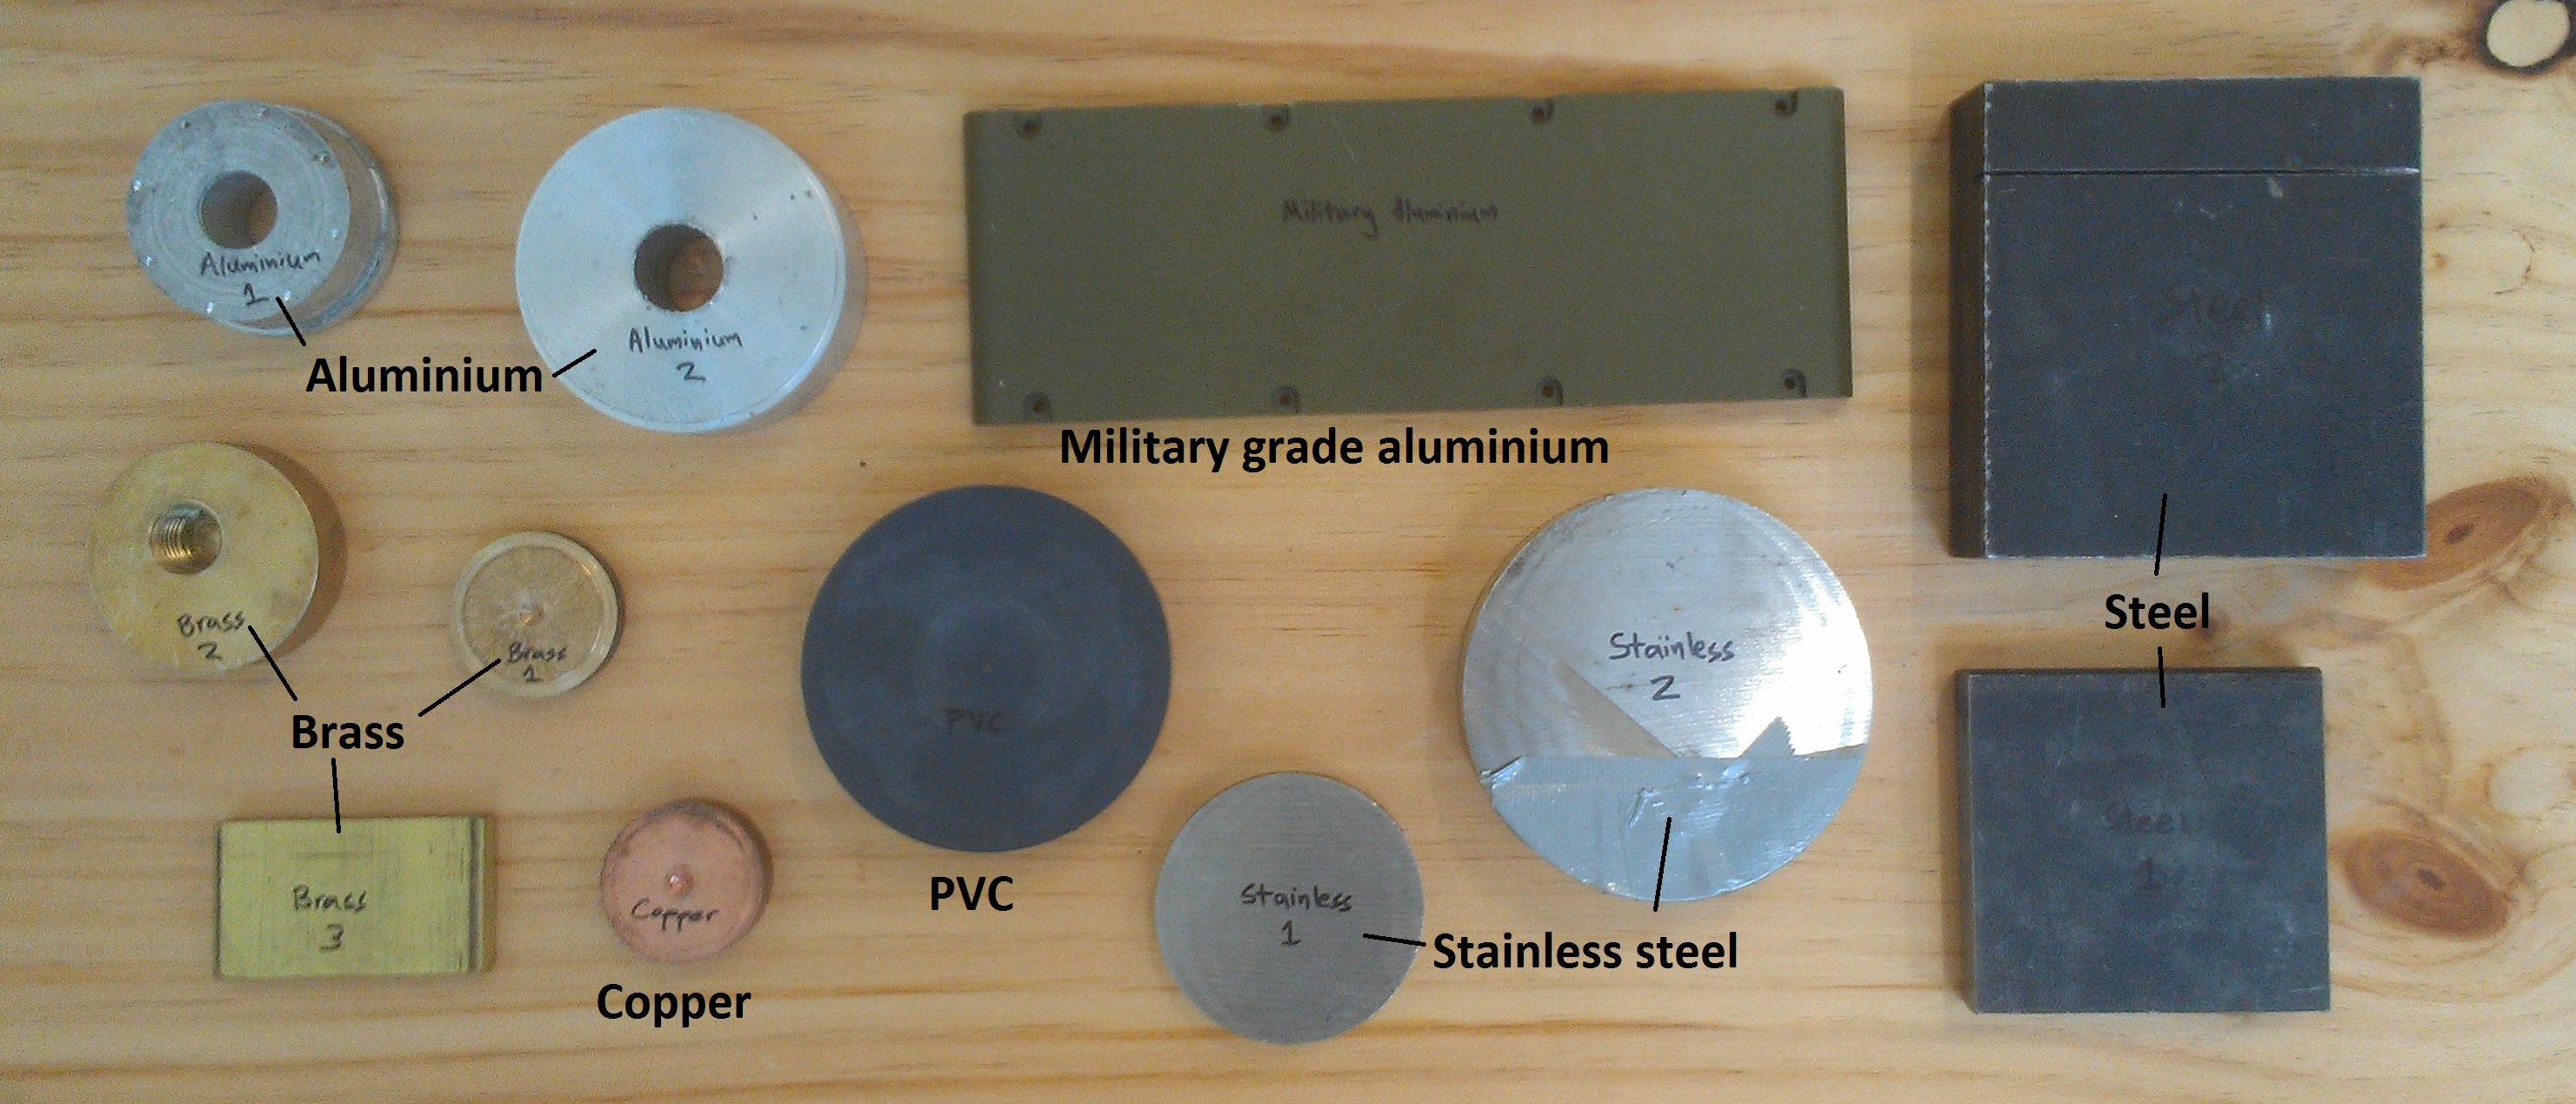 Aluminium
1
Aluminium
2
Aluminium
Military Aluminium
Military grade aluminium
Steel
2
Steel
Steel
1
Brass
2
Brass
1
Brass
Brass
3
Copper
Copper
PVC
PVC
Stainless
2
Stainless
1
Stainless steel